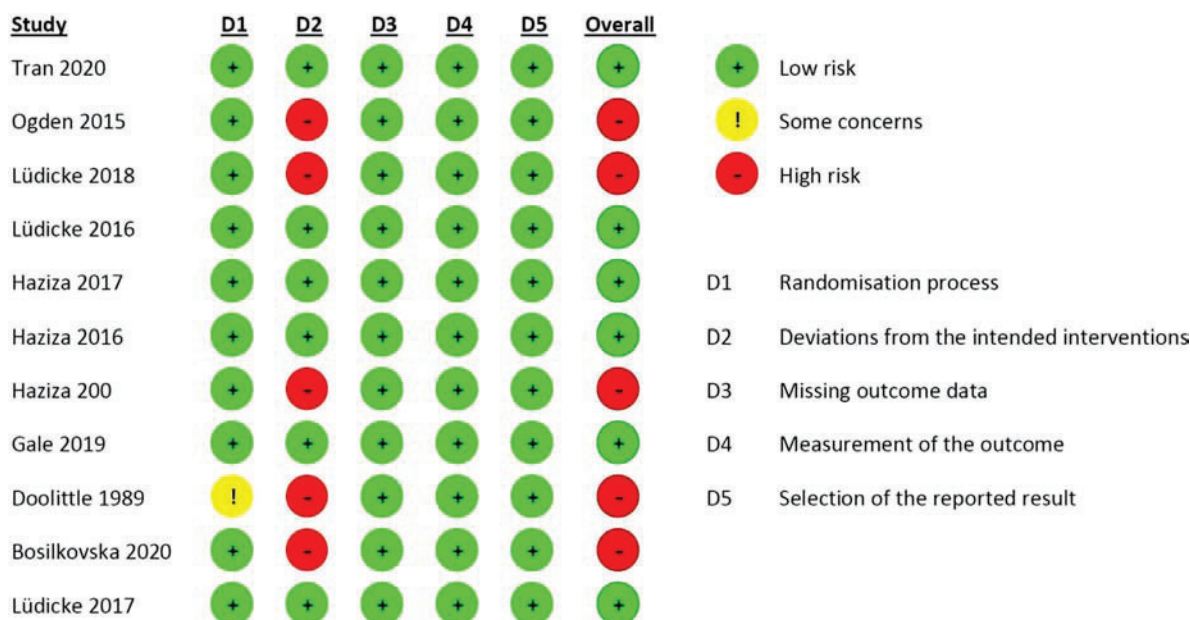 Study D1 D2 D3 D4 D5 Overall
Tran 2020 + + + + + + + Low risk
Ogden 2015 + - + + + - ! Some concerns
Lüdicke 2018 + - + + + - - High risk
Lüdicke 2016 + + + + + +
Haziza 2017 + + + + + + D1 Randomisation process
Haziza 2016 + + + + + + D2 Deviations from the intended interventions
Haziza 200 + - + + + - D3 Missing outcome data
Gale 2019 + + + + + + D4 Measurement of the outcome
Doolittle 1989 ! - + + + - D5 Selection of the reported result
Bosilkovska 2020 + - + + + -
Lüdicke 2017 + + + + + +